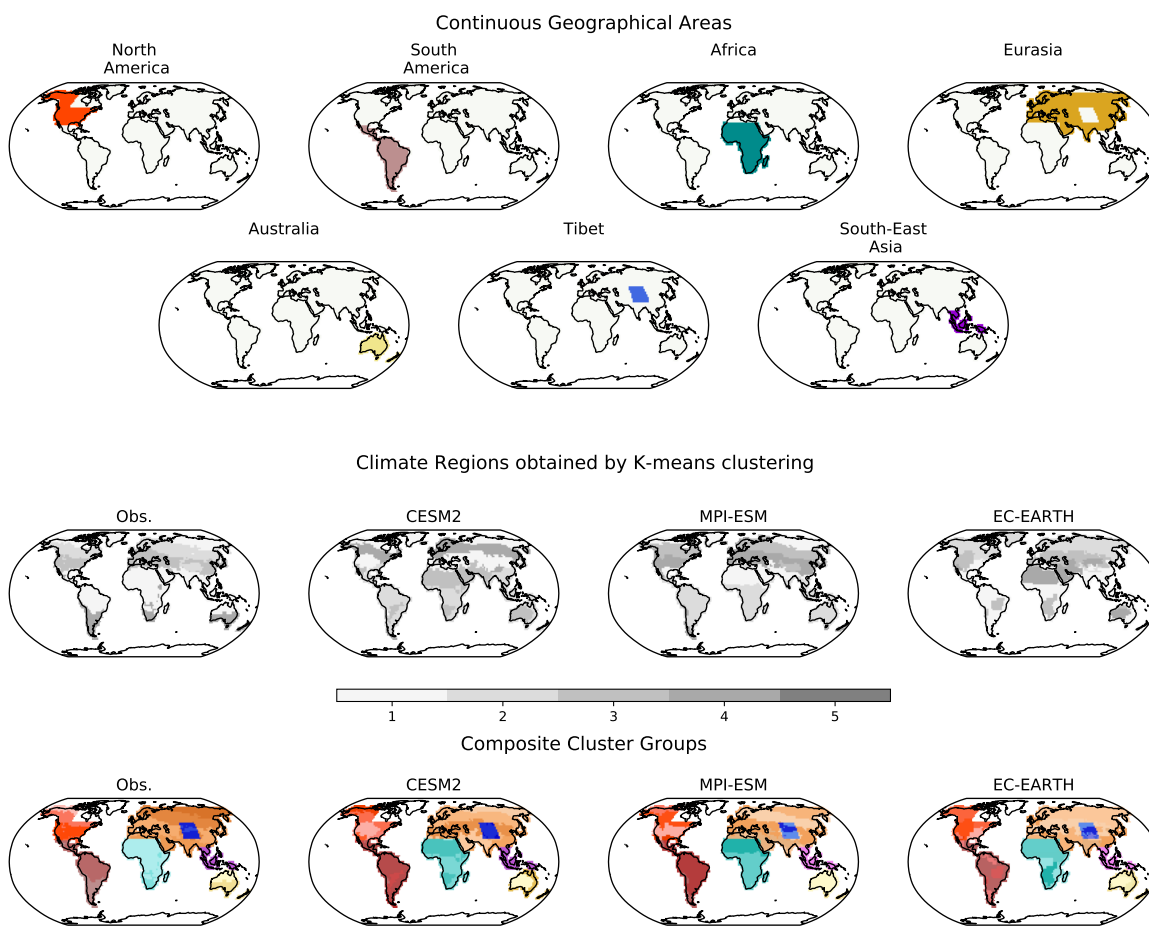 Continuous Geographical Areas
North
America
South
America
Africa
Eurasia
Australia
Tibet
South-East
Asia
Climate Regions obtained by K-means clustering
Obs.
CESM2
MPI-ESM
EC-EARTH
1 2 3 4 5
Composite Cluster Groups
Obs.
CESM2
MPI-ESM
EC-EARTH